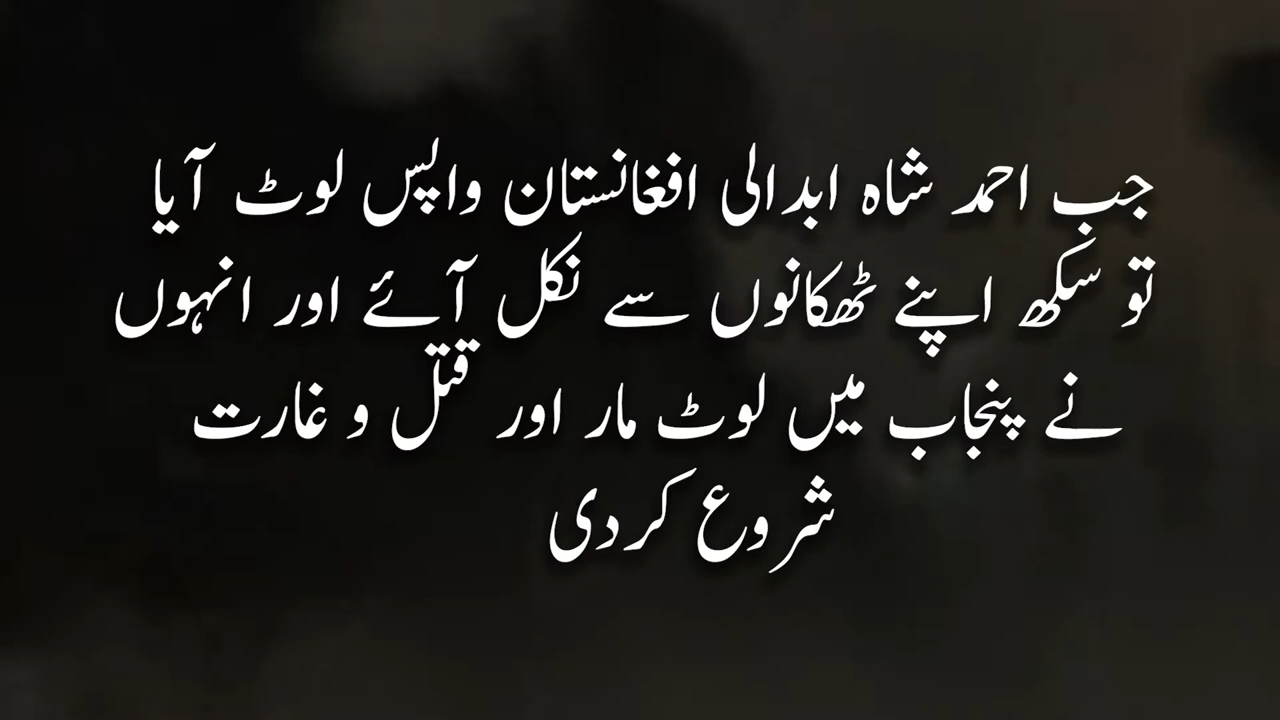 جب احمد شاہ ابدالی افغانستان واپس لوٹ آیا
تو سکھ اپنے ٹھکانوں سے نکل آئے اور انہوں
نے پنجاب میں لوٹ مار اور قتل و غارت
شروع کردی